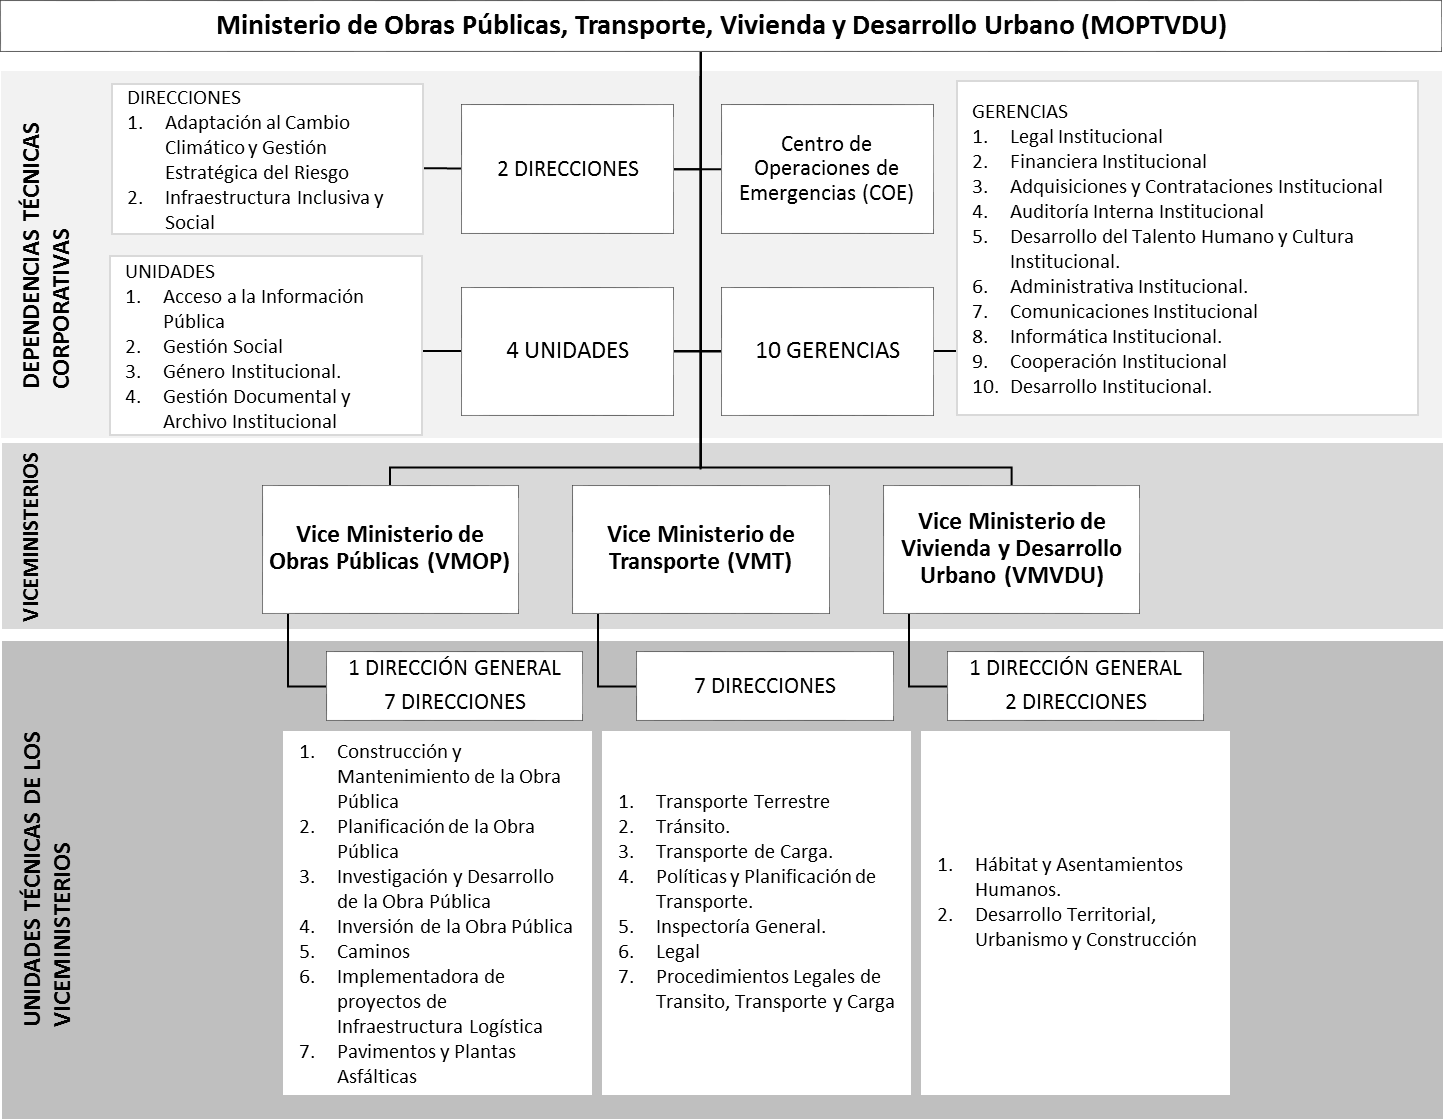 Ministerio de Obras Públicas, Transporte, Vivienda y Desarrollo Urbano (MOPTVDU)
DEPENDENCIAS TÉCNICAS
CORPORATIVAS
DIRECCIONES
1. Adaptación al Cambio
Climático y Gestión
Estratégica del Riesgo
2. Infraestructura Inclusiva y
Social
2 DIRECCIONES
Centro de
Operaciones de
Emergencias (COE)
UNIDADES
1. Acceso a la Información
Pública
2. Gestión Social
3. Género Institucional.
4. Gestión Documental y
Archivo Institucional
4 UNIDADES
10 GERENCIAS
GERENCIAS
1. Legal Institucional
2. Financiera Institucional
3. Adquisiciones y Contrataciones Institucional
4. Auditoría Interna Institucional
5. Desarrollo del Talento Humano y Cultura
Institucional.
6. Administrativa Institucional.
7. Comunicaciones Institucional
8. Informática Institucional.
9. Cooperación Institucional
10. Desarrollo Institucional.
VICEMINISTERIOS
Vice Ministerio de
Obras Públicas (VMOP)
Vice Ministerio de
Transporte (VMT)
Vice Ministerio de
Vivienda y Desarrollo
Urbano (VMVDU)
UNIDADES TÉCNICAS DE LOS
VICEMINISTERIOS
1 DIRECCIÓN GENERAL
7 DIRECCIONES
1. Construcción y
Mantenimiento de la Obra
Pública
2. Planificación de la Obra
Pública
3. Investigación y Desarrollo
de la Obra Pública
4. Inversión de la Obra Pública
5. Caminos
6. Implementadora de
proyectos de
Infraestructura Logística
7. Pavimentos y Plantas
Asfálticas
7 DIRECCIONES
1. Transporte Terrestre
2. Tránsito.
3. Transporte de Carga.
4. Políticas y Planificación de
Transporte.
5. Inspectoría General.
6. Legal
7. Procedimientos Legales de
Transito, Transporte y Carga
1 DIRECCIÓN GENERAL
2 DIRECCIONES
1. Hábitat y Asentamientos
Humanos.
2. Desarrollo Territorial,
Urbanismo y Construcción